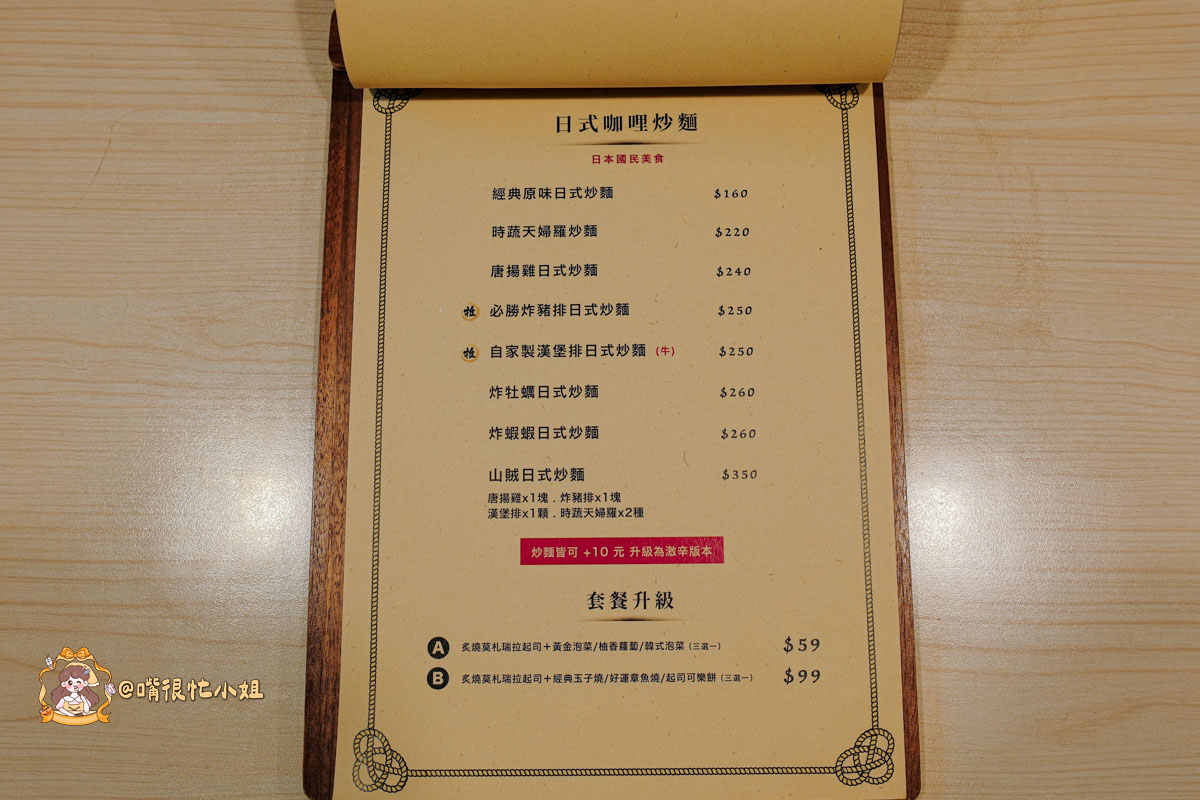 日式咖哩炒麵
日本國民美食
經典原味日式炒麵 $160
時蔬天婦羅炒麵 $220
唐揚雞日式炒麵 $240
推 必勝炸豬排日式炒麵 $250
推 自家製漢堡排日式炒麵 (牛) $250
炸牡蠣日式炒麵 $260
炸蝦蝦日式炒麵 $260
山賊日式炒麵 $350
唐揚雞x1塊．炸豬排x1塊
漢堡排x1顆．時蔬天婦羅x2種
炒麵皆可 +10 元 升級為激辛版本
套餐升級
A 炙燒莫札瑞拉起司＋黃金泡菜/柚香蘿蔔/韓式泡菜 (三選一) $59
B 炙燒莫札瑞拉起司＋經典玉子燒/好運章魚燒/起司可樂餅 (三選一) $99
@嘴很忙小姐